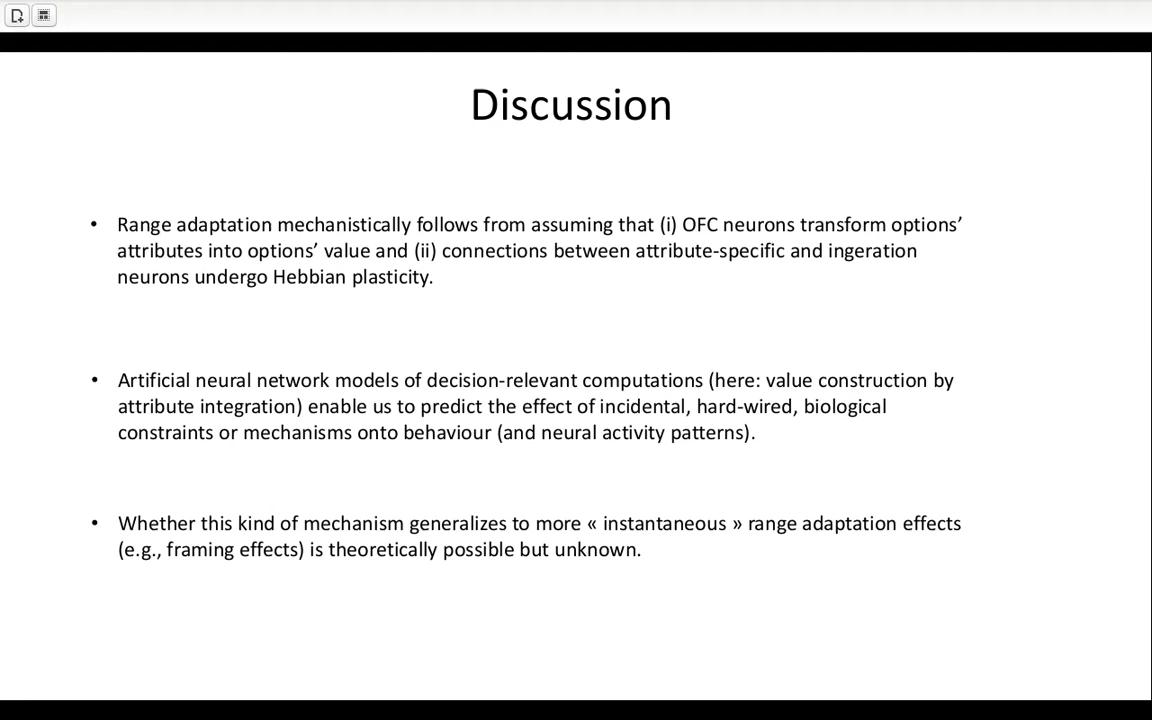 Discussion
• Range adaptation mechanistically follows from assuming that (i) OFC neurons transform options’
attributes into options’ value and (ii) connections between attribute-specific and ingeration
neurons undergo Hebbian plasticity.
• Artificial neural network models of decision-relevant computations (here: value construction by
attribute integration) enable us to predict the effect of incidental, hard-wired, biological
constraints or mechanisms onto behaviour (and neural activity patterns).
• Whether this kind of mechanism generalizes to more « instantaneous » range adaptation effects
(e.g., framing effects) is theoretically possible but unknown.